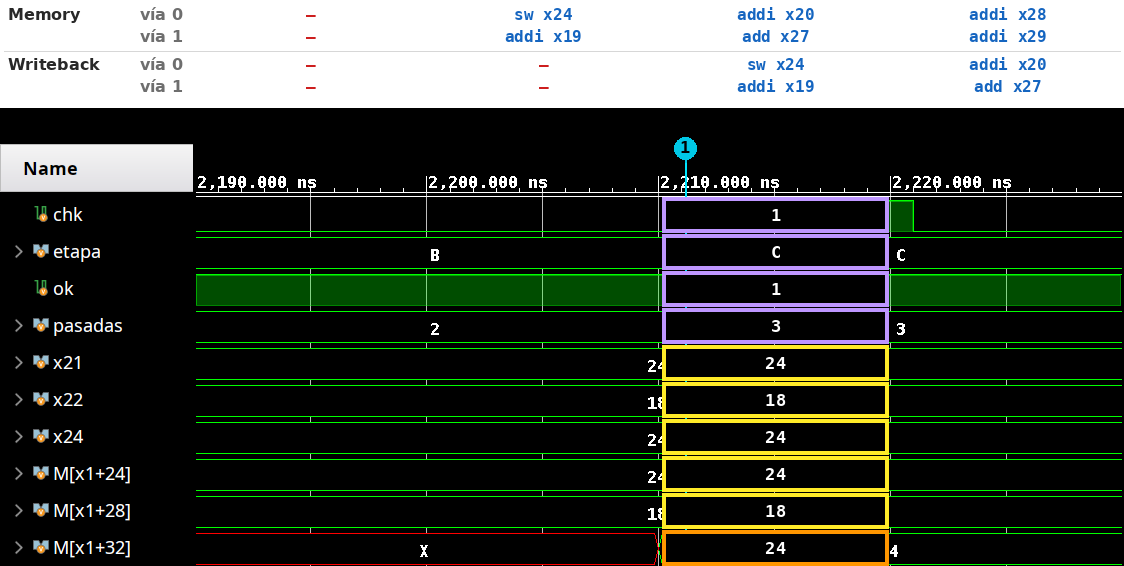 Memory vía 0 — sw x24 addi x20 addi x28
vía 1 — addi x19 add x27 addi x29
Writeback vía 0 — — sw x24 addi x20
vía 1 — — addi x19 add x27
1
Name
2,190.000 ns 2,200.000 ns 2,210.000 ns 2,220.000 ns
chk 1
etapa B C C
ok 1
pasadas 2 3 3
x21 24 24
x22 18 18
x24 24 24
M[x1+24] 24 24
M[x1+28] 18 18
M[x1+32] X 24 4